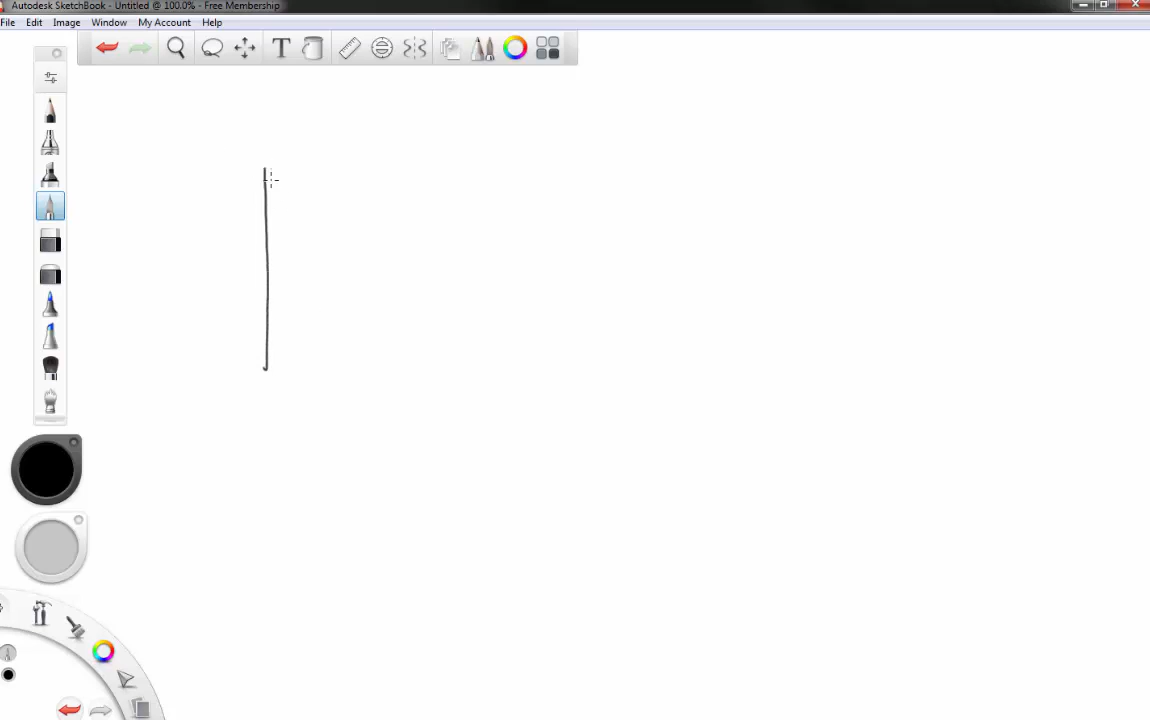 Autodesk SketchBook - Untitled @ 100.0% - Free Membership
File Edit Image Window My Account Help
T